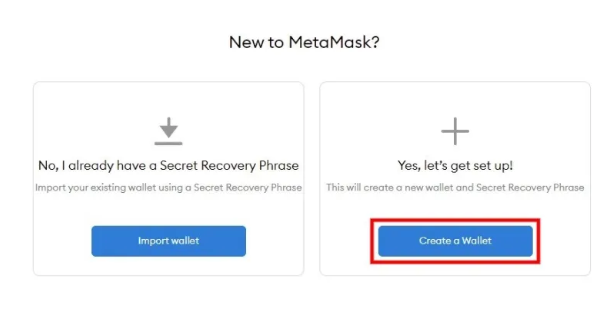 New to MetaMask?
No, I already have a Secret Recovery Phrase
Import your existing wallet using a Secret Recovery Phrase
Import wallet
Yes, let's get set up!
This will create a new wallet and Secret Recovery Phrase
Create a Wallet